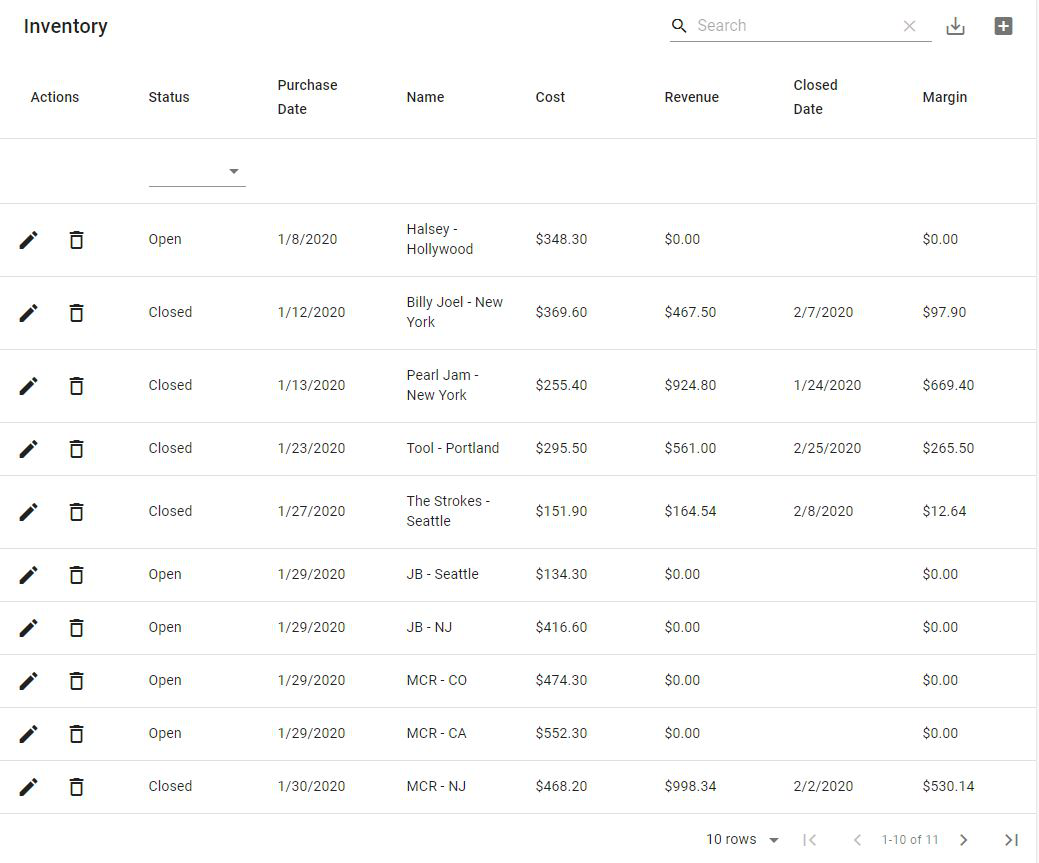 Inventory
Search
Actions Status Purchase Date Name Cost Revenue Closed Date Margin
Open 1/8/2020 Halsey - Hollywood $348.30 $0.00 $0.00
Closed 1/12/2020 Billy Joel - New York $369.60 $467.50 2/7/2020 $97.90
Closed 1/13/2020 Pearl Jam - New York $255.40 $924.80 1/24/2020 $669.40
Closed 1/23/2020 Tool - Portland $295.50 $561.00 2/25/2020 $265.50
Closed 1/27/2020 The Strokes - Seattle $151.90 $164.54 2/8/2020 $12.64
Open 1/29/2020 JB - Seattle $134.30 $0.00 $0.00
Open 1/29/2020 JB - NJ $416.60 $0.00 $0.00
Open 1/29/2020 MCR - CO $474.30 $0.00 $0.00
Open 1/29/2020 MCR - CA $552.30 $0.00 $0.00
Closed 1/30/2020 MCR - NJ $468.20 $998.34 2/2/2020 $530.14
10 rows 1-10 of 11